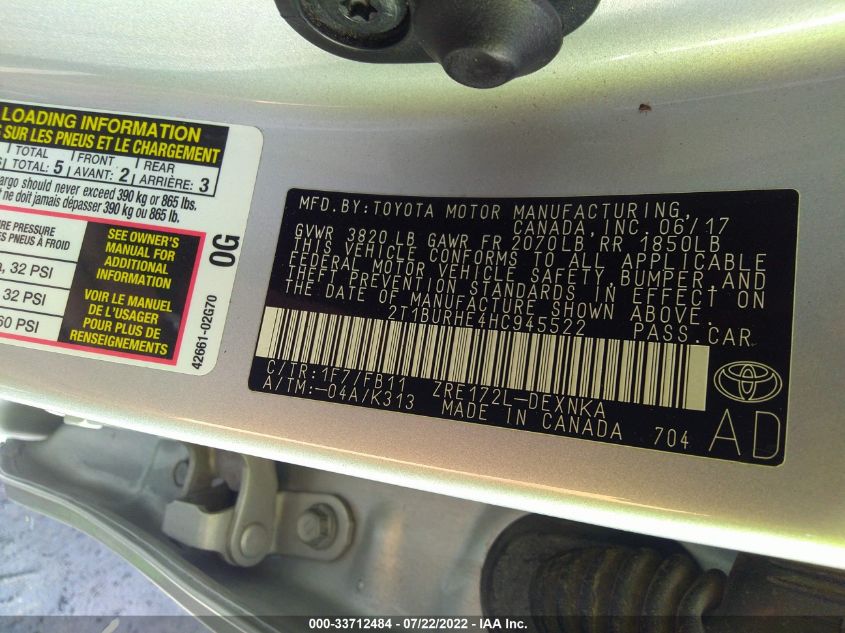 LOADING INFORMATION
SUR LES PNEUS ET LE CHARGEMENT
TOTAL FRONT REAR
TOTAL: 5 AVANT: 2 ARRIÈRE: 3
argo should never exceed 390 kg or 865 lbs.
t ne doit jamais dépasser 390 kg ou 865 lb.
URE PRESSURE
PNEUS À FROID
, 32 PSI
32 PSI
60 PSI
SEE OWNER'S
MANUAL FOR
ADDITIONAL
INFORMATION
VOIR LE MANUEL
DE L'USAGER
POUR PLUS DE
RENSEIGNEMENTS
0G
42661-02G70
MFD.BY:TOYOTA MOTOR MANUFACTURING,
CANADA, INC. 06/17
GVWR 3820 LB GAWR FR 2070LB RR 1850LB
THIS VEHICLE CONFORMS TO ALL APPLICABLE
FEDERAL MOTOR VEHICLE SAFETY, BUMPER, AND
THEFT PREVENTION STANDARDS IN EFFECT ON
THE DATE OF MANUFACTURE SHOWN ABOVE.
2T1BURHE4HC945522 PASS.CAR
C/TR:1F7/FB11 ZRE172L-DEXNKA
A/TM:-04A/K313 MADE IN CANADA 704
AD
000-33712484 - 07/22/2022 - IAA Inc.